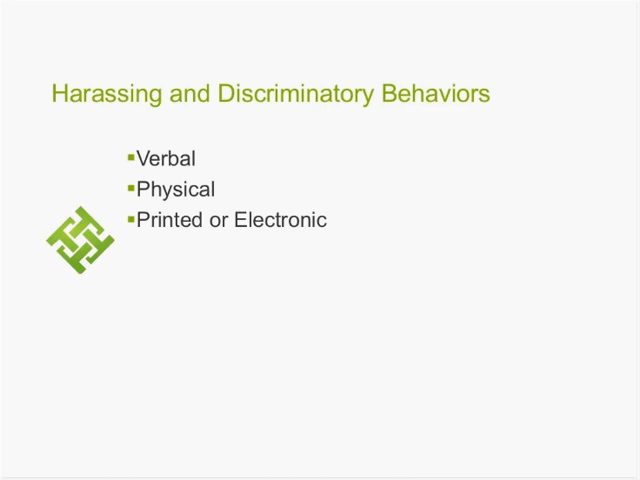 Harassing and Discriminatory Behaviors
▪Verbal
▪Physical
▪Printed or Electronic